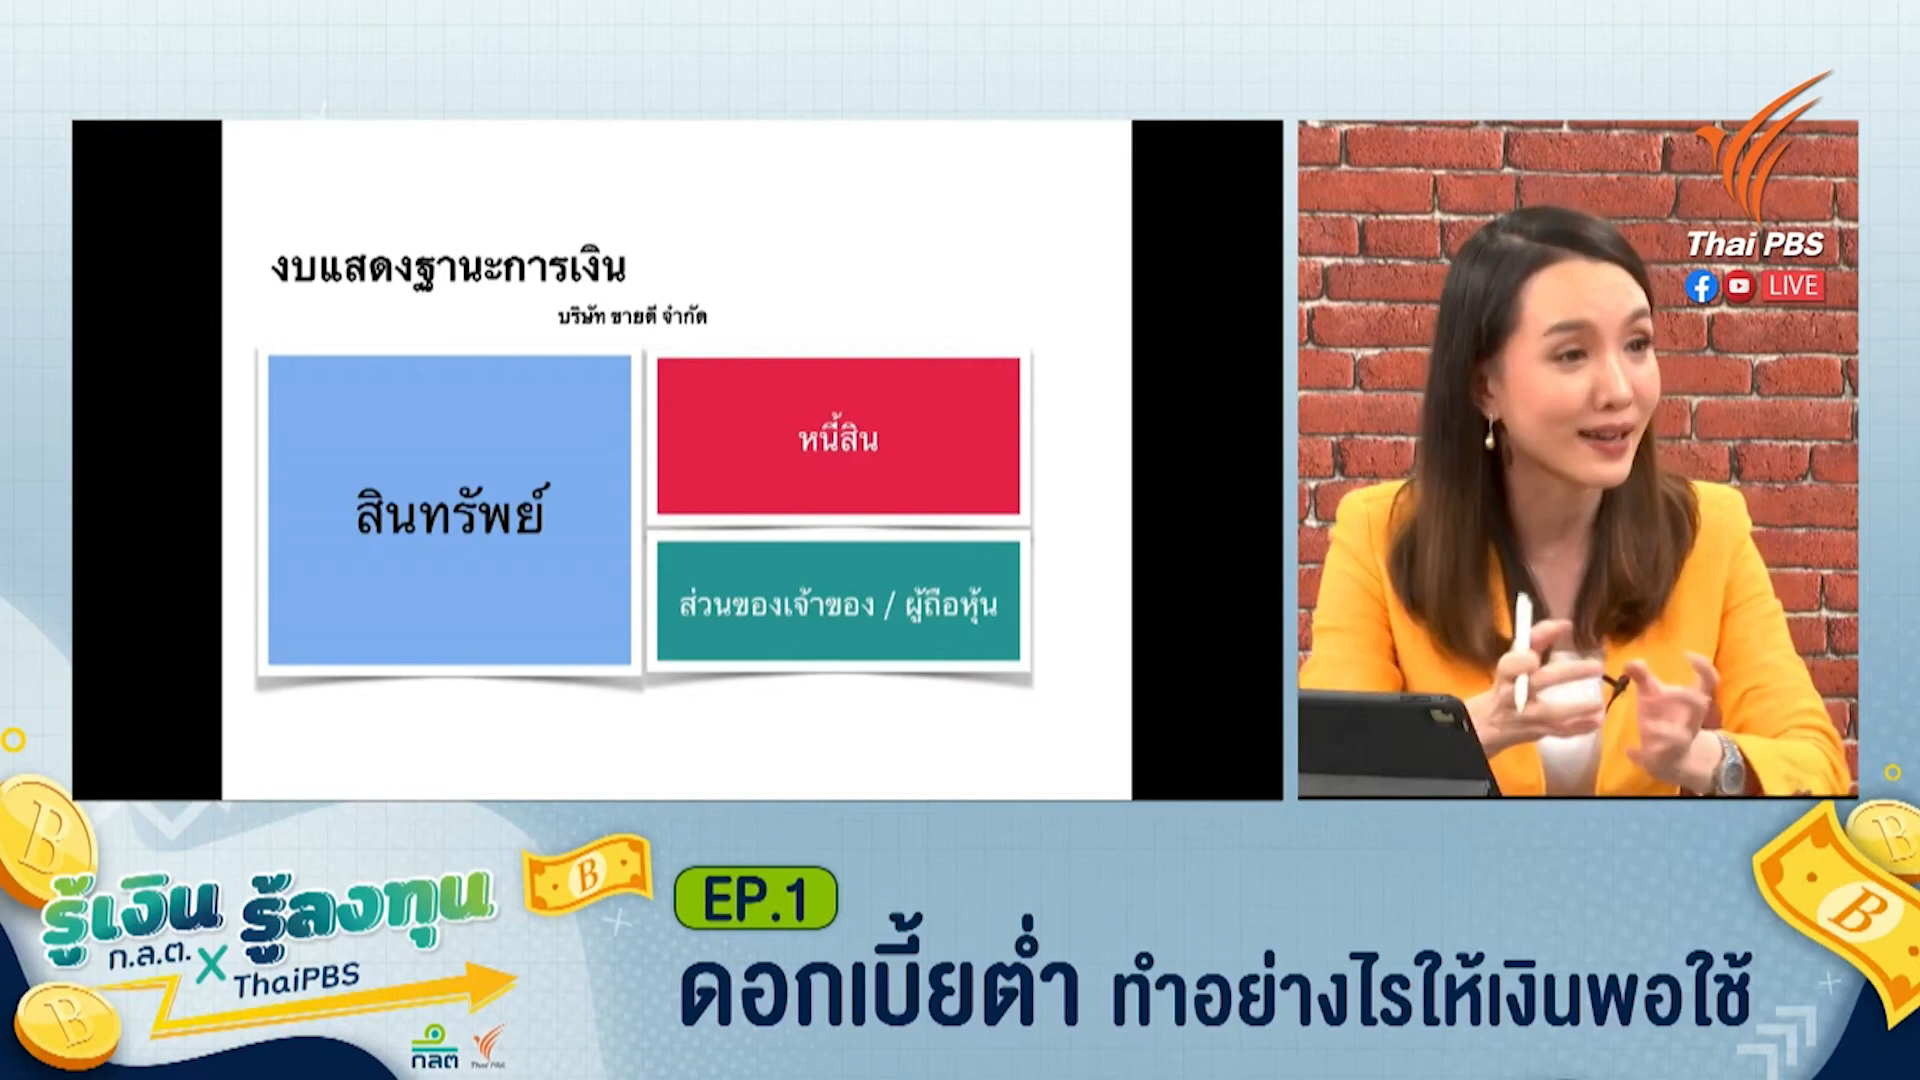 งบแสดงฐานะการเงิน
บริษัท ขายดี จำกัด
สินทรัพย์
หนี้สิน
ส่วนของเจ้าของ / ผู้ถือหุ้น
Thai PBS
LIVE
รู้เงิน รู้ลงทุน
ก.ล.ต. X ThaiPBS
กลต
Thai PBS
EP.1
ดอกเบี้ยต่ำ ทำอย่างไรให้เงินพอใช้
B
B
B
B
B